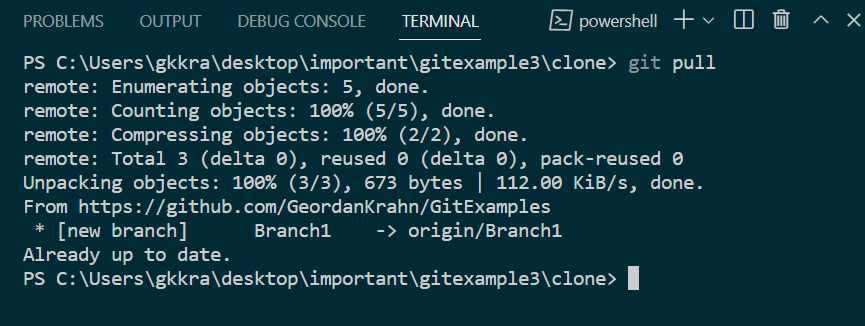 PROBLEMS OUTPUT DEBUG CONSOLE TERMINAL powershell
PS C:\Users\gkkra\desktop\important\gitexample3\clone> git pull
remote: Enumerating objects: 5, done.
remote: Counting objects: 100% (5/5), done.
remote: Compressing objects: 100% (2/2), done.
remote: Total 3 (delta 0), reused 0 (delta 0), pack-reused 0
Unpacking objects: 100% (3/3), 673 bytes | 112.00 KiB/s, done.
From https://github.com/GeordanKrahn/GitExamples
 * [new branch]      Branch1    -> origin/Branch1
Already up to date.
PS C:\Users\gkkra\desktop\important\gitexample3\clone>